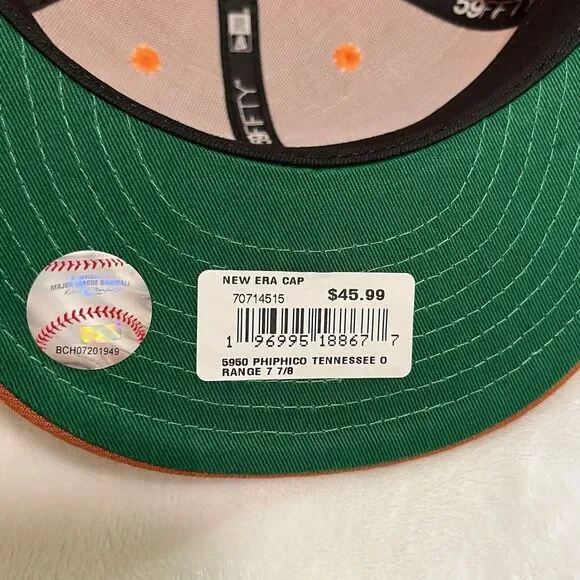 59FIFTY
59FIFTY
NEW ERA CAP
70714515 $45.99
1 96995 18867 7
5950 PHIPHICO TENNESSEE O
RANGE 7 7/8
OFFICIAL
MAJOR LEAGUE BASEBALL
BCH07201949